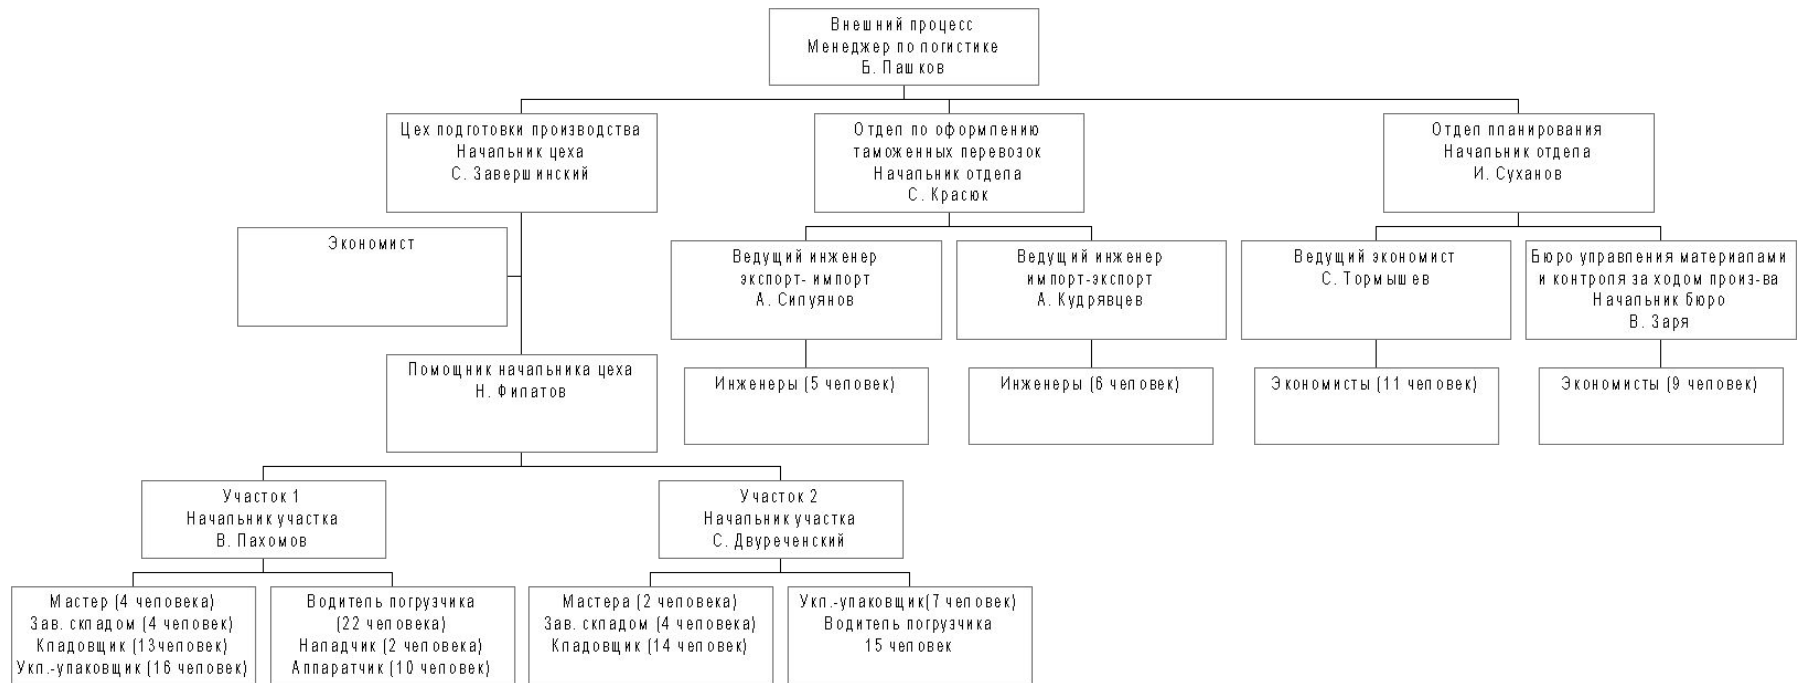 Внешний процесс
Менеджер по логистике
Б. Пашков
Цех подготовки производства
Начальник цеха
С. Завершинский
Отдел по оформлению
таможенных перевозок
Начальник отдела
С. Красюк
Отдел планирования
Начальник отдела
И. Суханов
Экономист
Ведущий инженер
экспорт- импорт
А. Силуянов
Ведущий инженер
импорт-экспорт
А. Кудрявцев
Ведущий экономист
С. Тормышев
Бюро управления материалами
и контроля за ходом произ-ва
Начальник бюро
В. Заря
Помощник начальника цеха
Н. Филатов
Инженеры (5 человек)
Инженеры (6 человек)
Экономисты (11 человек)
Экономисты (9 человек)
Участок 1
Начальник участка
В. Пахомов
Участок 2
Начальник участка
С. Двуреченский
Мастер (4 человека)
Зав. складом (4 человек)
Кладовщик (13человек)
Укл.-упаковщик (16 человек)
Водитель погрузчика
(22 человека)
Наладчик (2 человека)
Аппаратчик (10 человек)
Мастера (2 человека)
Зав. складом (4 человека)
Кладовщик (14 человек)
Укл.-упаковщик(7 человек)
Водитель погрузчика
15 человек